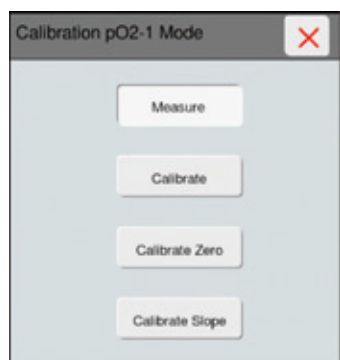 Calibration pO2-1 Mode
Measure
Calibrate
Calibrate Zero
Calibrate Slope